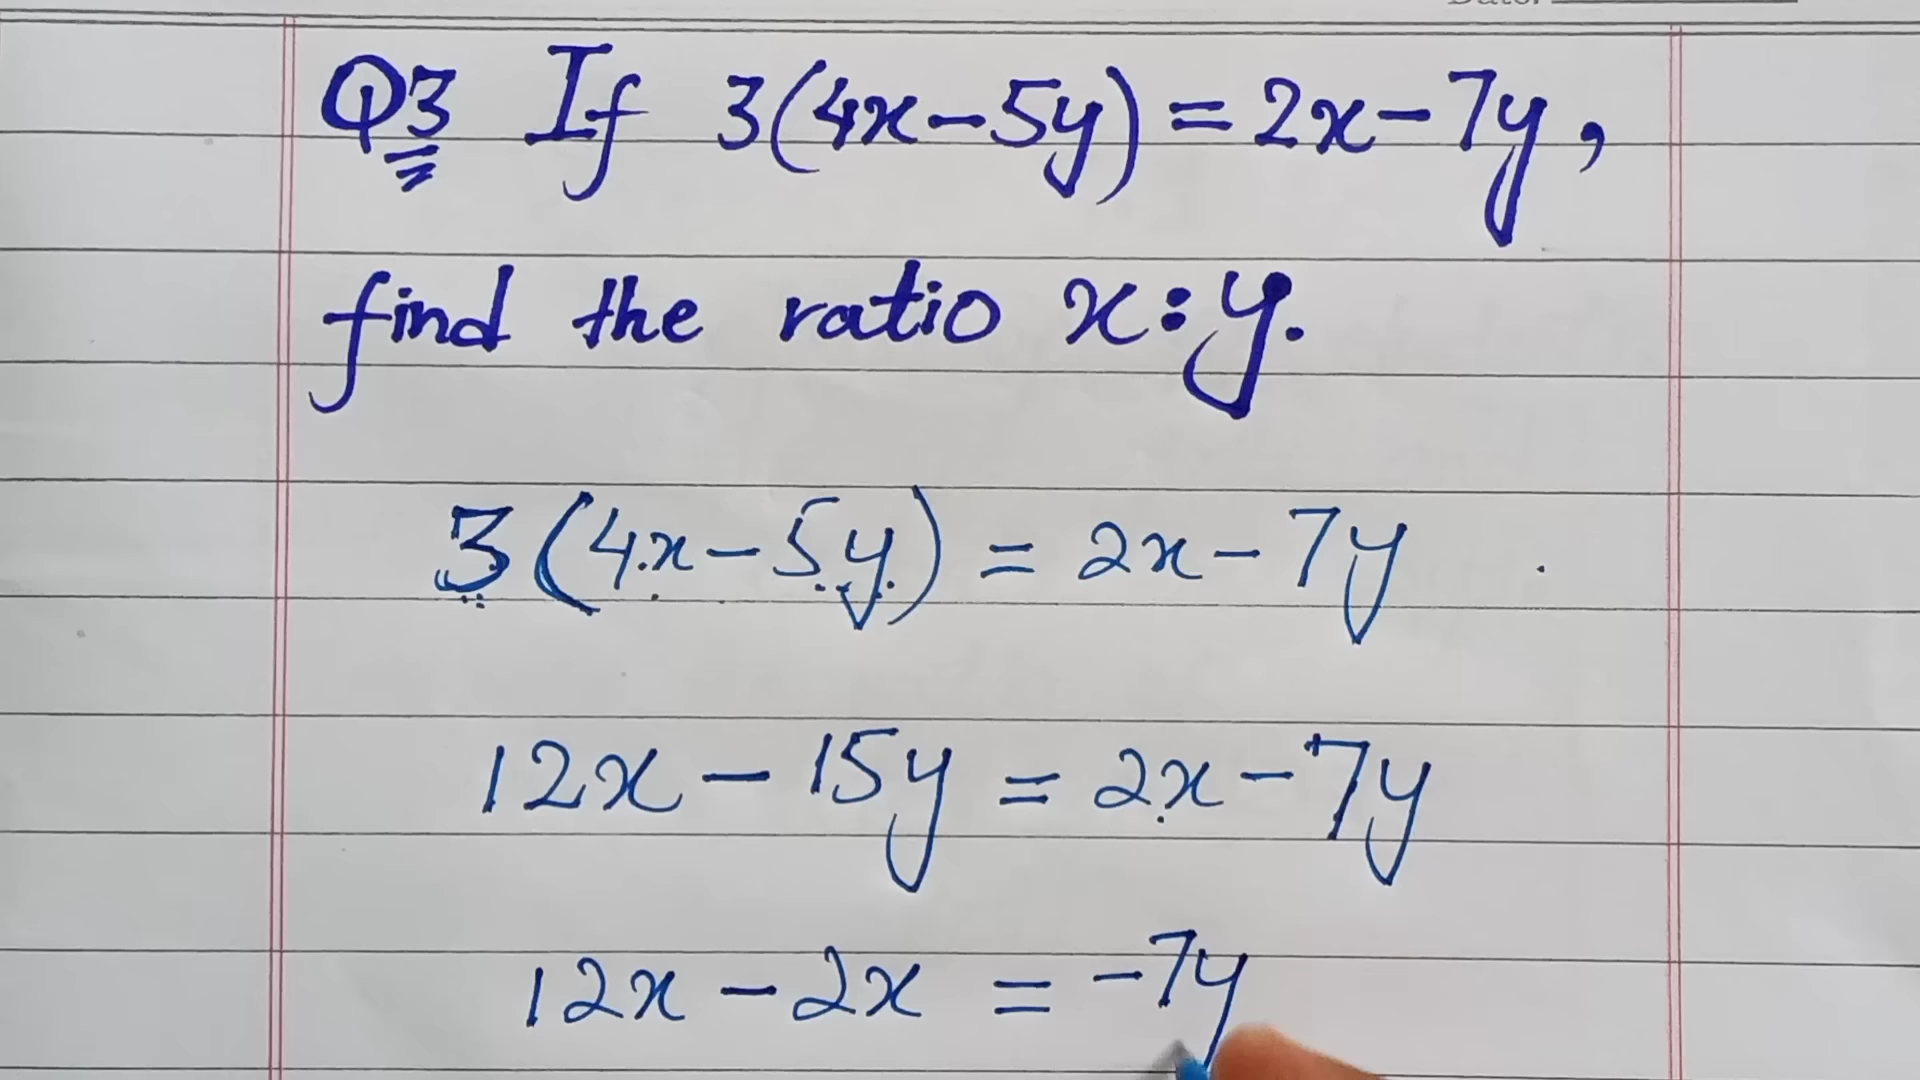 Q3 If 3(4x-5y)=2x-7y,
find the ratio x:y.
3(4x-5y) = 2x-7y
12x - 15y = 2x-7y
12x - 2x = -7y